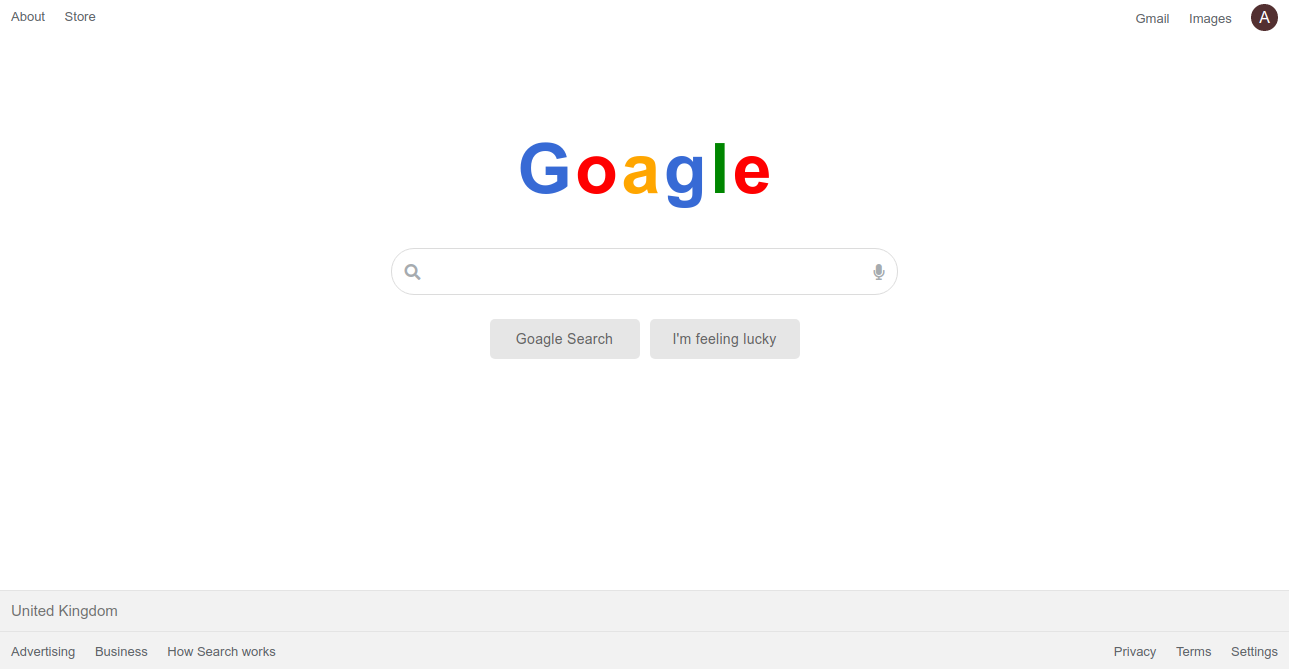 About Store Gmail Images A
Goagle
Goagle Search I'm feeling lucky
United Kingdom
Advertising Business How Search works Privacy Terms Settings